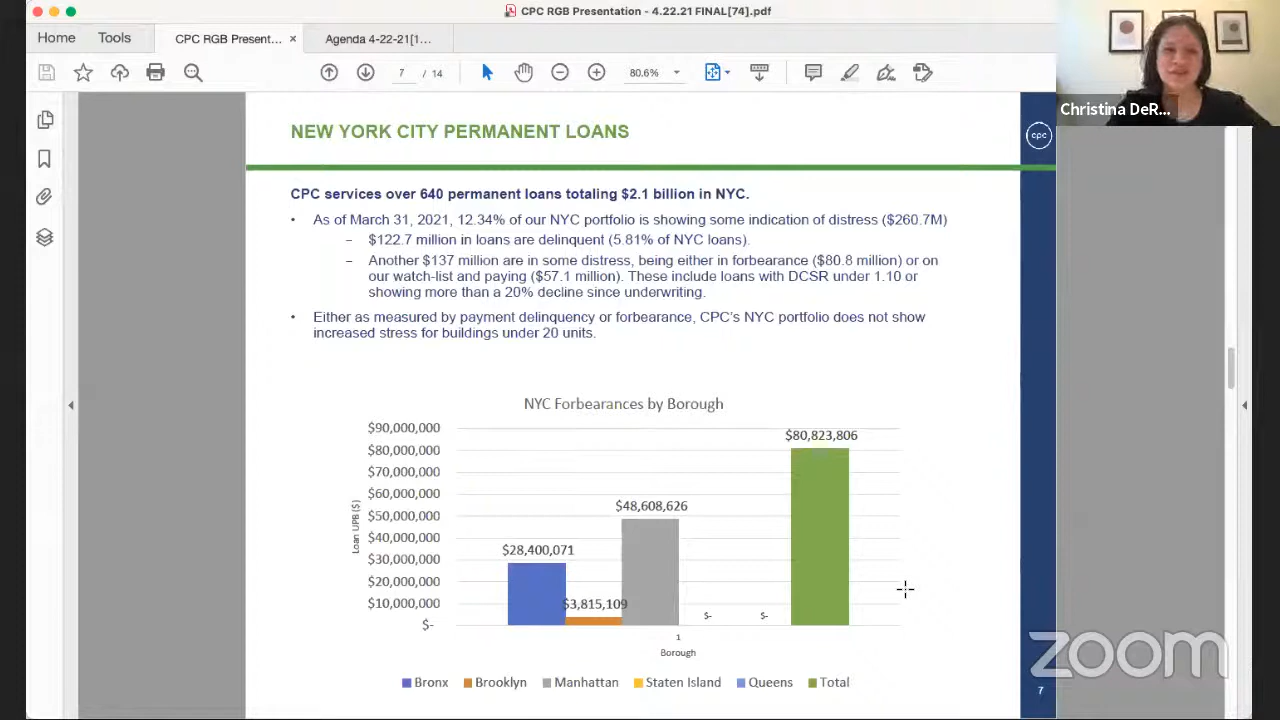 CPC RGB Presentation - 4.22.21 FINAL[74].pdf
Home
Tools
CPC RGB Present...
×
Agenda 4-22-21[1...
7 / 14
80.6%
Christina DeR...
NEW YORK CITY PERMANENT LOANS
cpc
CPC services over 640 permanent loans totaling $2.1 billion in NYC.
• As of March 31, 2021, 12.34% of our NYC portfolio is showing some indication of distress ($260.7M)
– $122.7 million in loans are delinquent (5.81% of NYC loans).
– Another $137 million are in some distress, being either in forbearance ($80.8 million) or on
our watch-list and paying ($57.1 million). These include loans with DCSR under 1.10 or
showing more than a 20% decline since underwriting.
• Either as measured by payment delinquency or forbearance, CPC's NYC portfolio does not show
increased stress for buildings under 20 units.
NYC Forbearances by Borough
$90,000,000
$80,000,000
$70,000,000
$60,000,000
$50,000,000
$40,000,000
$30,000,000
$20,000,000
$10,000,000
$-
Loan UPB ($)
$28,400,071
$3,815,109
$48,608,626
$-
$-
$80,823,806
1
Borough
Bronx
Brooklyn
Manhattan
Staten Island
Queens
Total
zoom
7